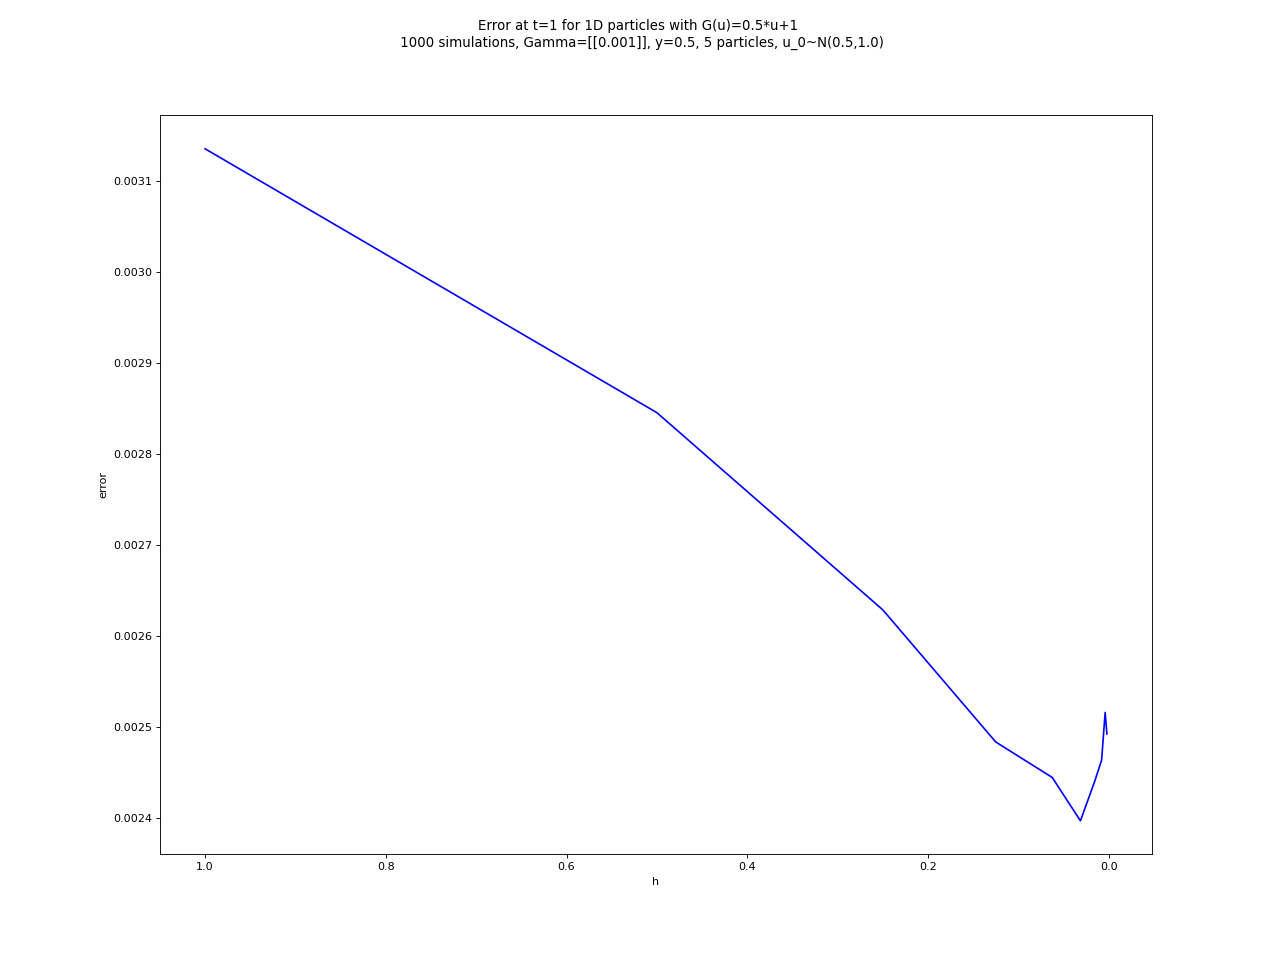 Error at t=1 for 1D particles with G(u)=0.5*u+1
1000 simulations, Gamma=[[0.001]], y=0.5, 5 particles, u_0~N(0.5,1.0)
0.0031
0.0030
0.0029
0.0028
0.0027
0.0026
0.0025
0.0024
error
1.0 0.8 0.6 0.4 0.2 0.0
h